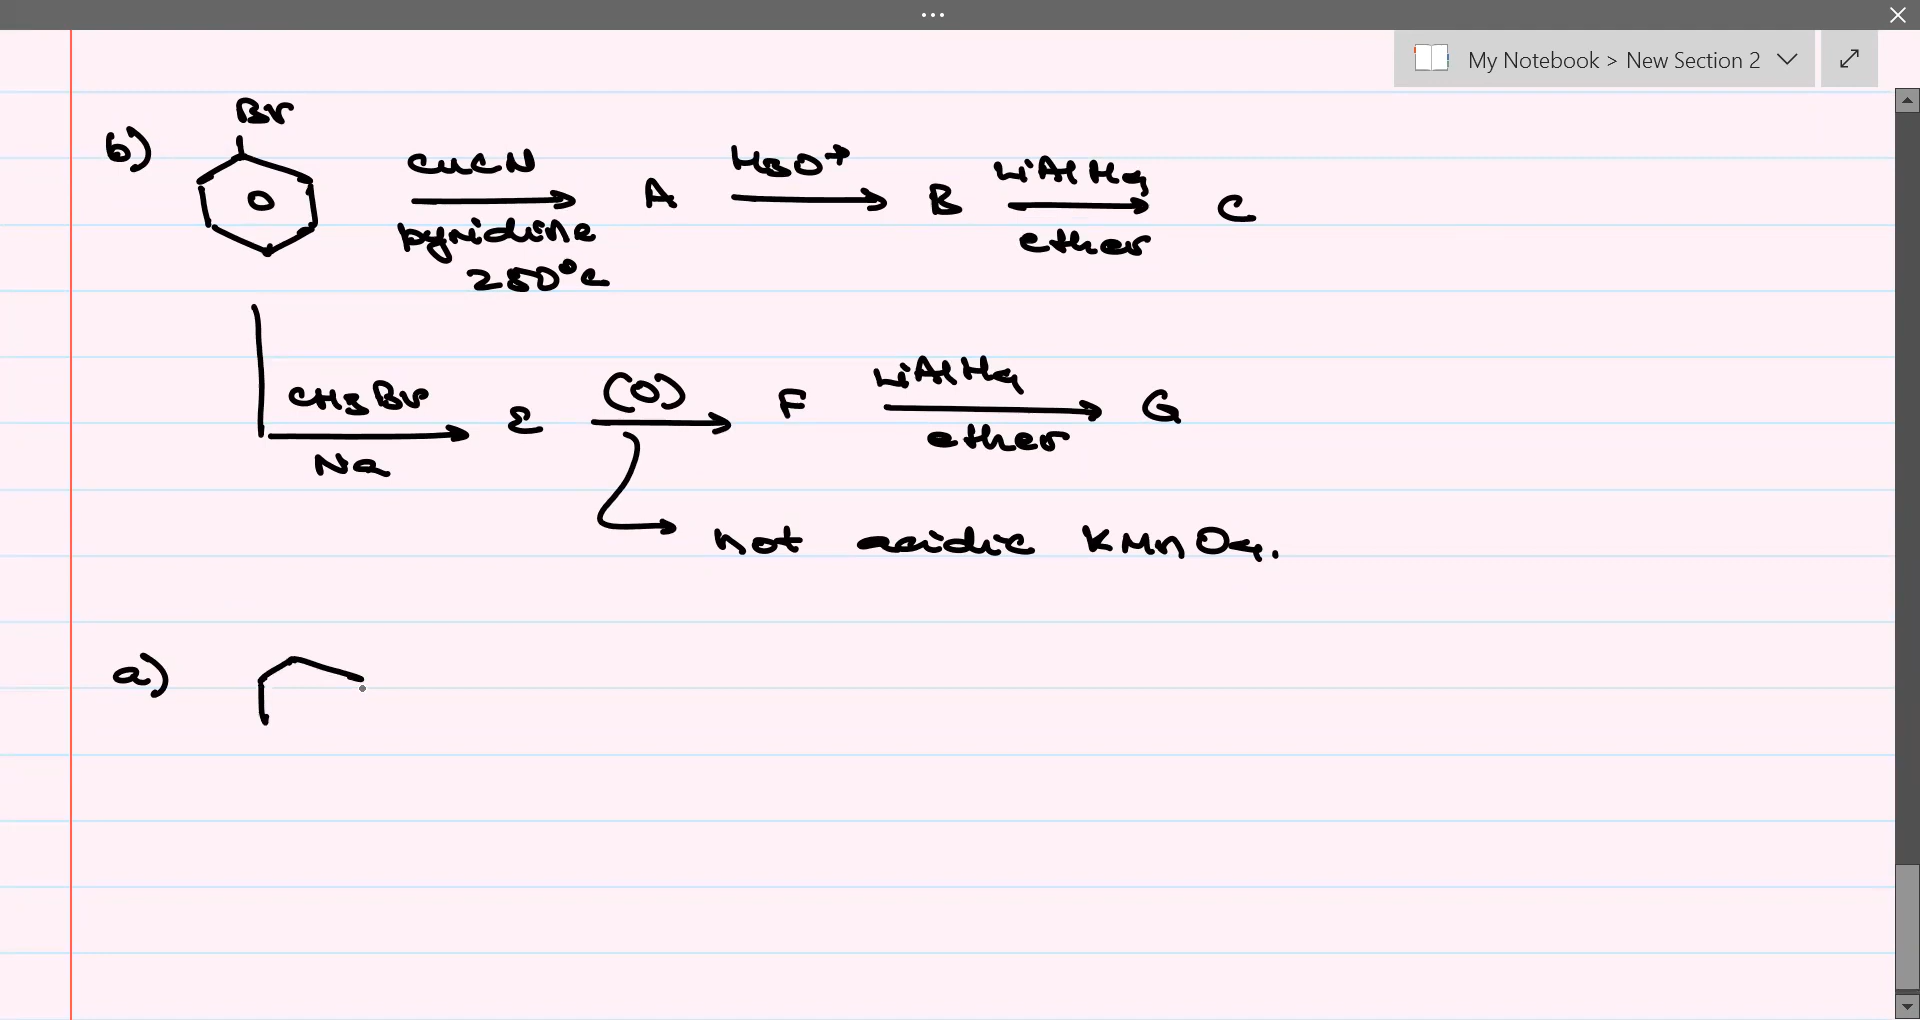 My Notebook > New Section 2
Br
b) CuCN A H3O+ B LiAlH4 C
pyridine ether
250°C
CH3Br E (O) F LiAlH4 G
Na ether
hot acidic KMnO4.
a)